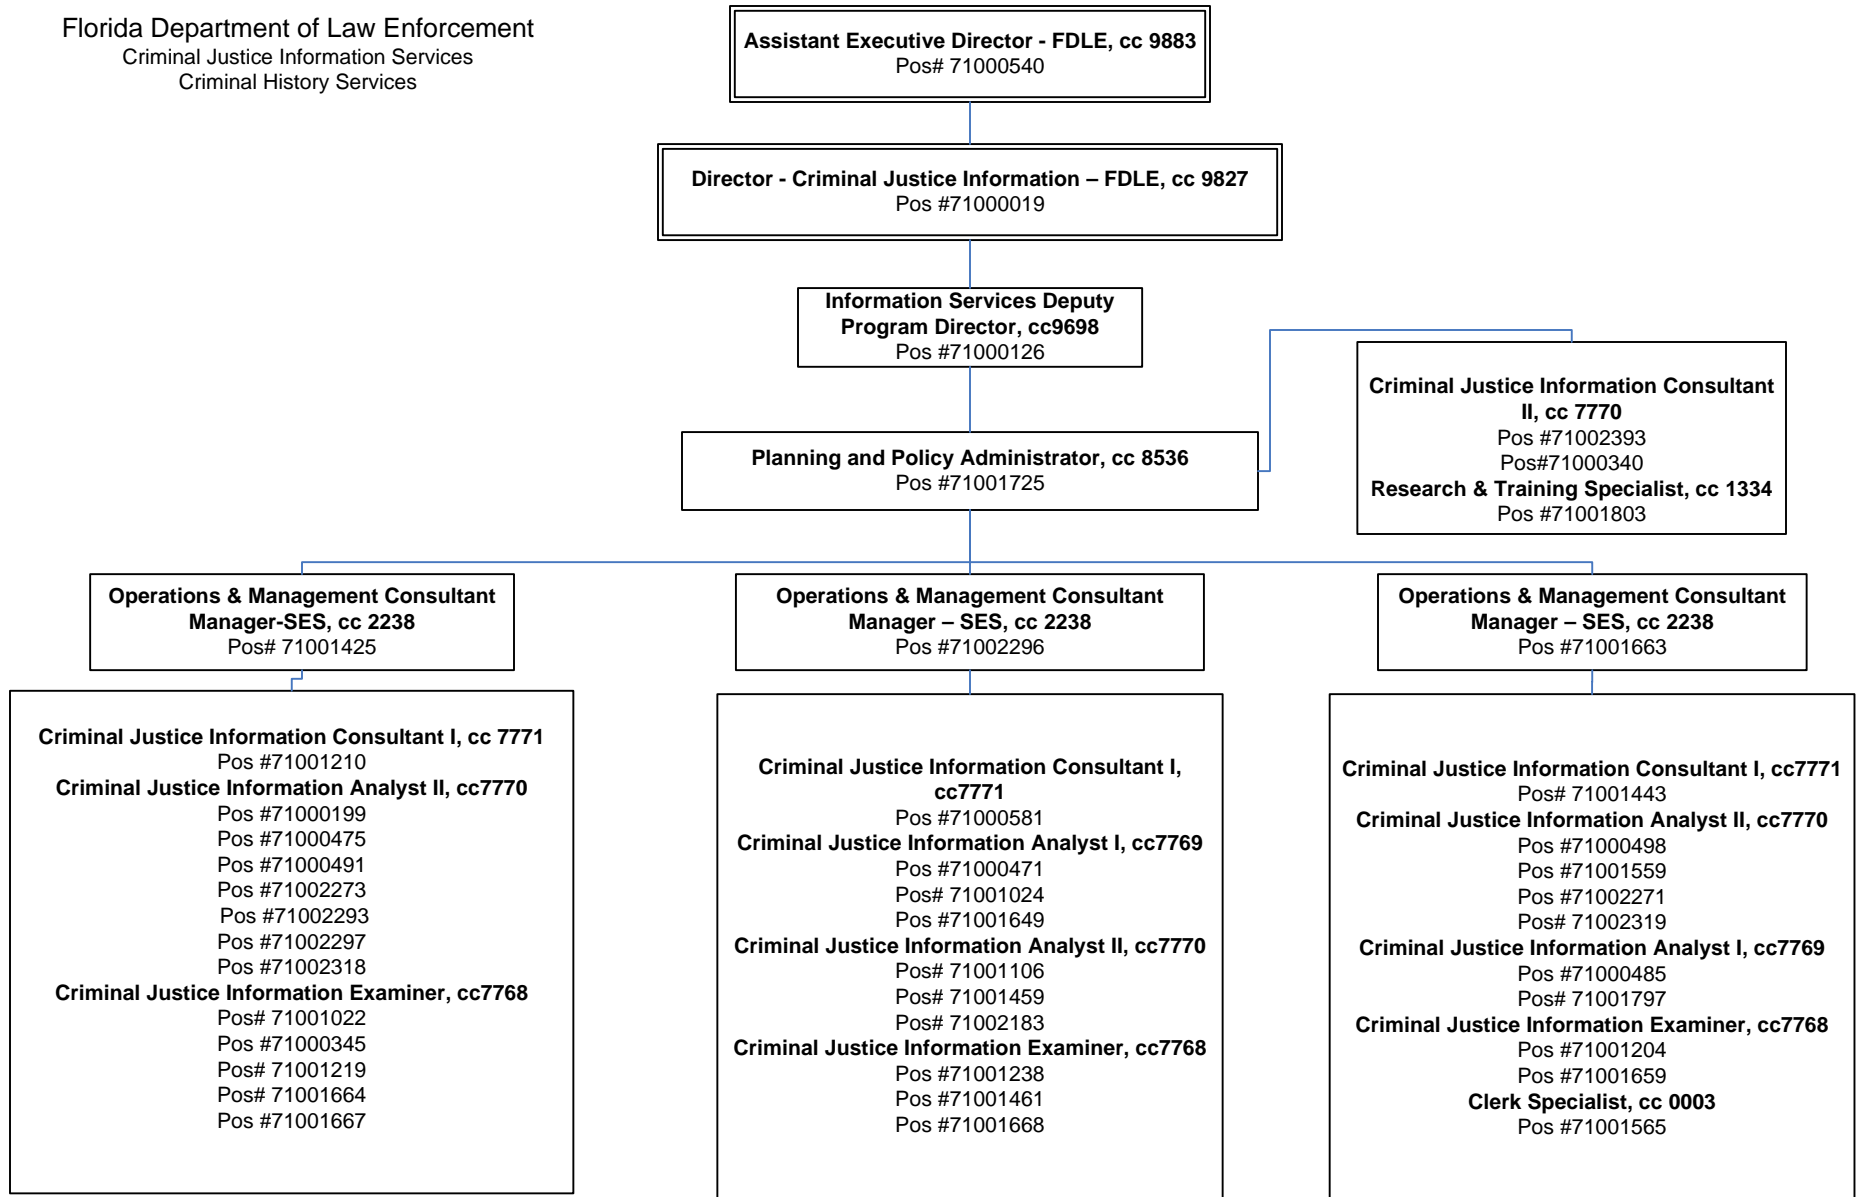 Florida Department of Law Enforcement
Criminal Justice Information Services
Criminal History Services
Assistant Executive Director - FDLE, cc 9883
Pos# 71000540
Director - Criminal Justice Information – FDLE, cc 9827
Pos #71000019
Information Services Deputy
Program Director, cc9698
Pos #71000126
Planning and Policy Administrator, cc 8536
Pos #71001725
Criminal Justice Information Consultant
II, cc 7770
Pos #71002393
Pos#71000340
Research & Training Specialist, cc 1334
Pos #71001803
Operations & Management Consultant
Manager-SES, cc 2238
Pos# 71001425
Operations & Management Consultant
Manager – SES, cc 2238
Pos #71002296
Operations & Management Consultant
Manager – SES, cc 2238
Pos #71001663
Criminal Justice Information Consultant I, cc 7771
Pos #71001210
Criminal Justice Information Analyst II, cc7770
Pos #71000199
Pos #71000475
Pos #71000491
Pos #71002273
Pos #71002293
Pos #71002297
Pos #71002318
Criminal Justice Information Examiner, cc7768
Pos# 71001022
Pos #71000345
Pos# 71001219
Pos# 71001664
Pos #71001667
Criminal Justice Information Consultant I,
cc7771
Pos #71000581
Criminal Justice Information Analyst I, cc7769
Pos #71000471
Pos# 71001024
Pos #71001649
Criminal Justice Information Analyst II, cc7770
Pos# 71001106
Pos #71001459
Pos #71002183
Criminal Justice Information Examiner, cc7768
Pos #71001238
Pos #71001461
Pos #71001668
Criminal Justice Information Consultant I, cc7771
Pos# 71001443
Criminal Justice Information Analyst II, cc7770
Pos #71000498
Pos #71001559
Pos #71002271
Pos #71002319
Criminal Justice Information Analyst I, cc7769
Pos #71000485
Pos# 71001797
Criminal Justice Information Examiner, cc7768
Pos #71001204
Pos #71001659
Clerk Specialist, cc 0003
Pos #71001565